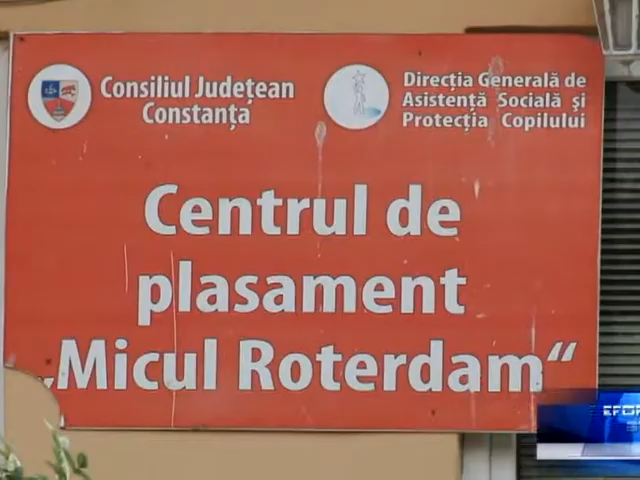 Consiliul Județean
Constanța
Direcția Generală de
Asistență Socială și
Protecția Copilului
Centrul de
plasament
„Micul Roterdam“